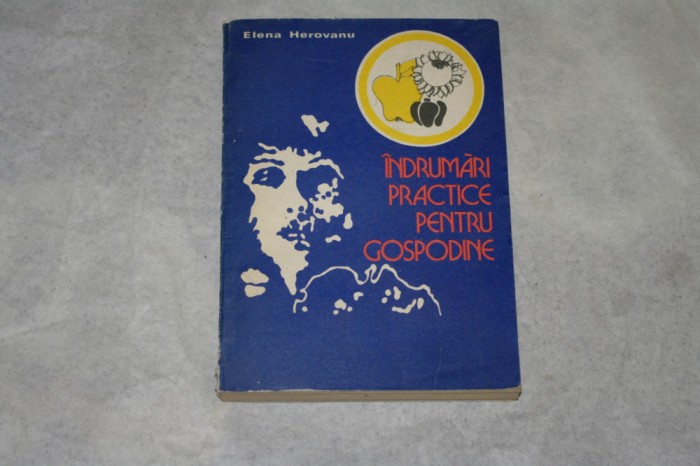 Elena Herovanu
ÎNDRUMĂRI
PRACTICE
PENTRU
GOSPODINE